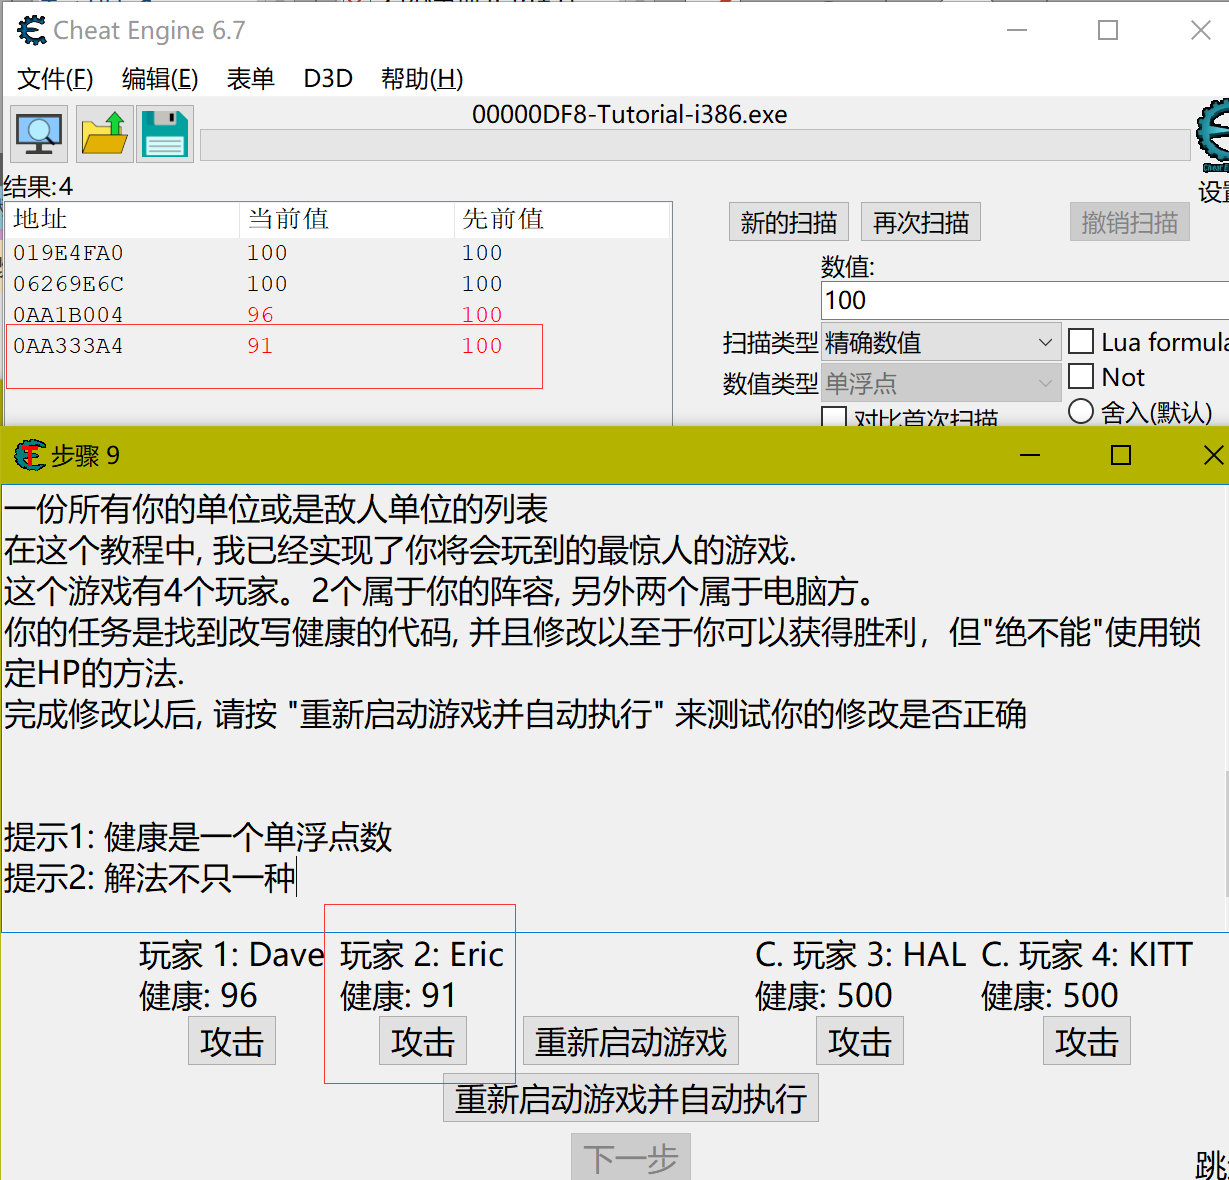 Cheat Engine 6.7
文件(F) 编辑(E) 表单 D3D 帮助(H)
00000DF8-Tutorial-i386.exe
结果:4
设置
地址 当前值 先前值
019E4FA0 100 100
06269E6C 100 100
0AA1B004 96 100
0AA333A4 91 100
新的扫描 再次扫描 撤销扫描
数值:
100
扫描类型 精确数值 Lua formula
数值类型 单浮点 Not
对比首次扫描 舍入(默认)
步骤 9
一份所有你的单位或是敌人单位的列表
在这个教程中, 我已经实现了你将会玩到的最惊人的游戏.
这个游戏有4个玩家。2个属于你的阵容, 另外两个属于电脑方。
你的任务是找到改写健康的代码, 并且修改以至于你可以获得胜利，但"绝不能"使用锁
定HP的方法.
完成修改以后, 请按 "重新启动游戏并自动执行" 来测试你的修改是否正确
提示1: 健康是一个单浮点数
提示2: 解法不只一种
玩家 1: Dave 玩家 2: Eric C. 玩家 3: HAL C. 玩家 4: KITT
健康: 96 健康: 91 健康: 500 健康: 500
攻击 攻击 重新启动游戏 攻击 攻击
重新启动游戏并自动执行
下一步
跳